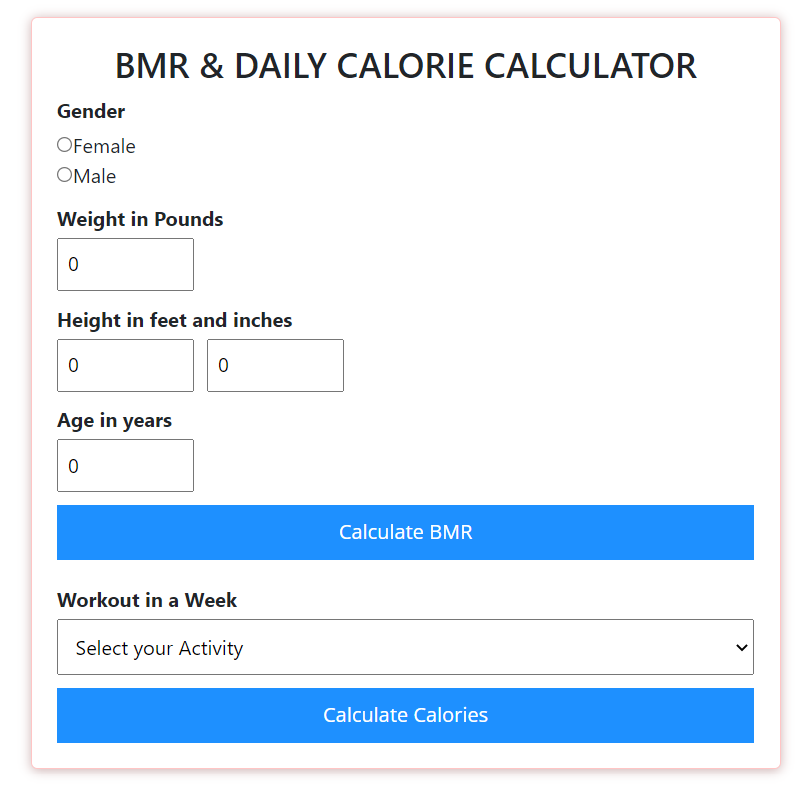 BMR & DAILY CALORIE CALCULATOR
Gender
Female
Male
Weight in Pounds
0
Height in feet and inches
0 0
Age in years
0
Calculate BMR
Workout in a Week
Select your Activity
Calculate Calories